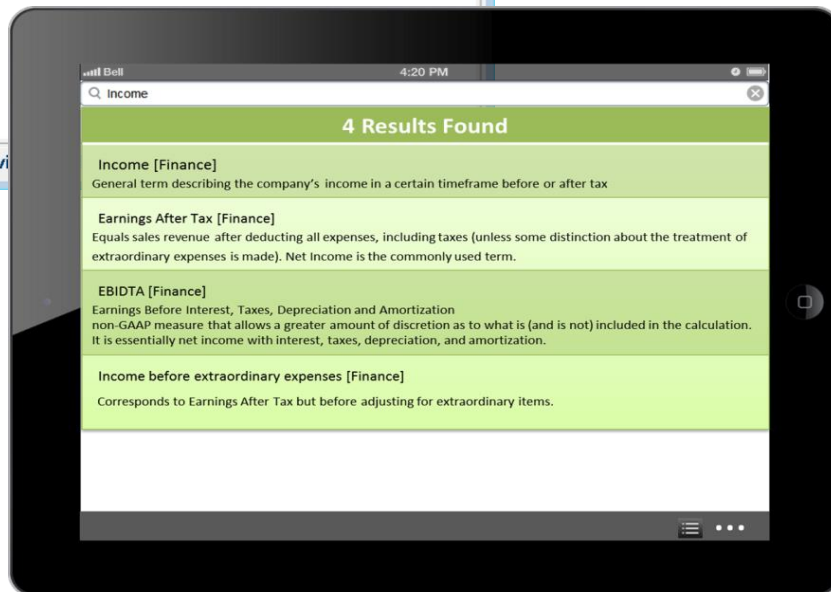 Bell
4:20 PM
Income
4 Results Found
Income [Finance]
General term describing the company's income in a certain timeframe before or after tax
Earnings After Tax [Finance]
Equals sales revenue after deducting all expenses, including taxes (unless some distinction about the treatment of
extraordinary expenses is made). Net Income is the commonly used term.
EBIDTA [Finance]
Earnings Before Interest, Taxes, Depreciation and Amortization
non-GAAP measure that allows a greater amount of discretion as to what is (and is not) included in the calculation.
It is essentially net income with interest, taxes, depreciation, and amortization.
Income before extraordinary expenses [Finance]
Corresponds to Earnings After Tax but before adjusting for extraordinary items.